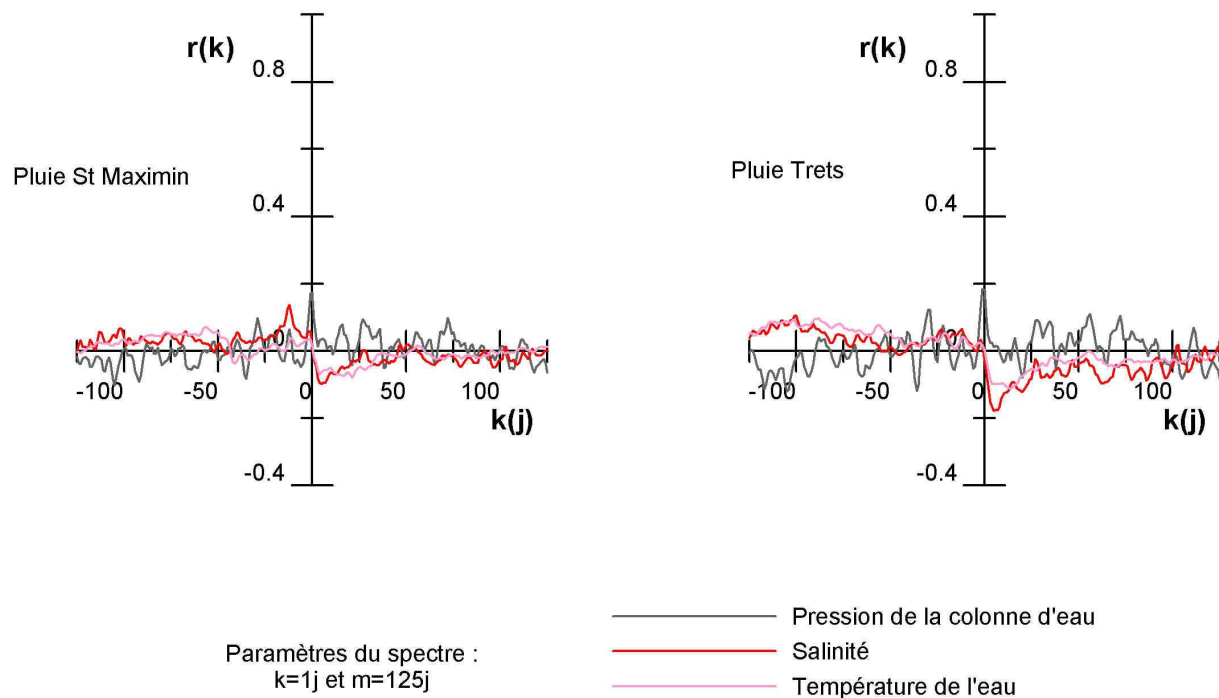 r(k)
0.8
Pluie St Maximin
0.4
0
-100
-50
0
50
100
k(j)
-0.4
r(k)
0.8
Pluie Trets
0.4
0
-100
-50
0
50
100
k(j)
-0.4
Pression de la colonne d'eau
Salinité
Température de l'eau
Paramètres du spectre :
k=1j et m=125j